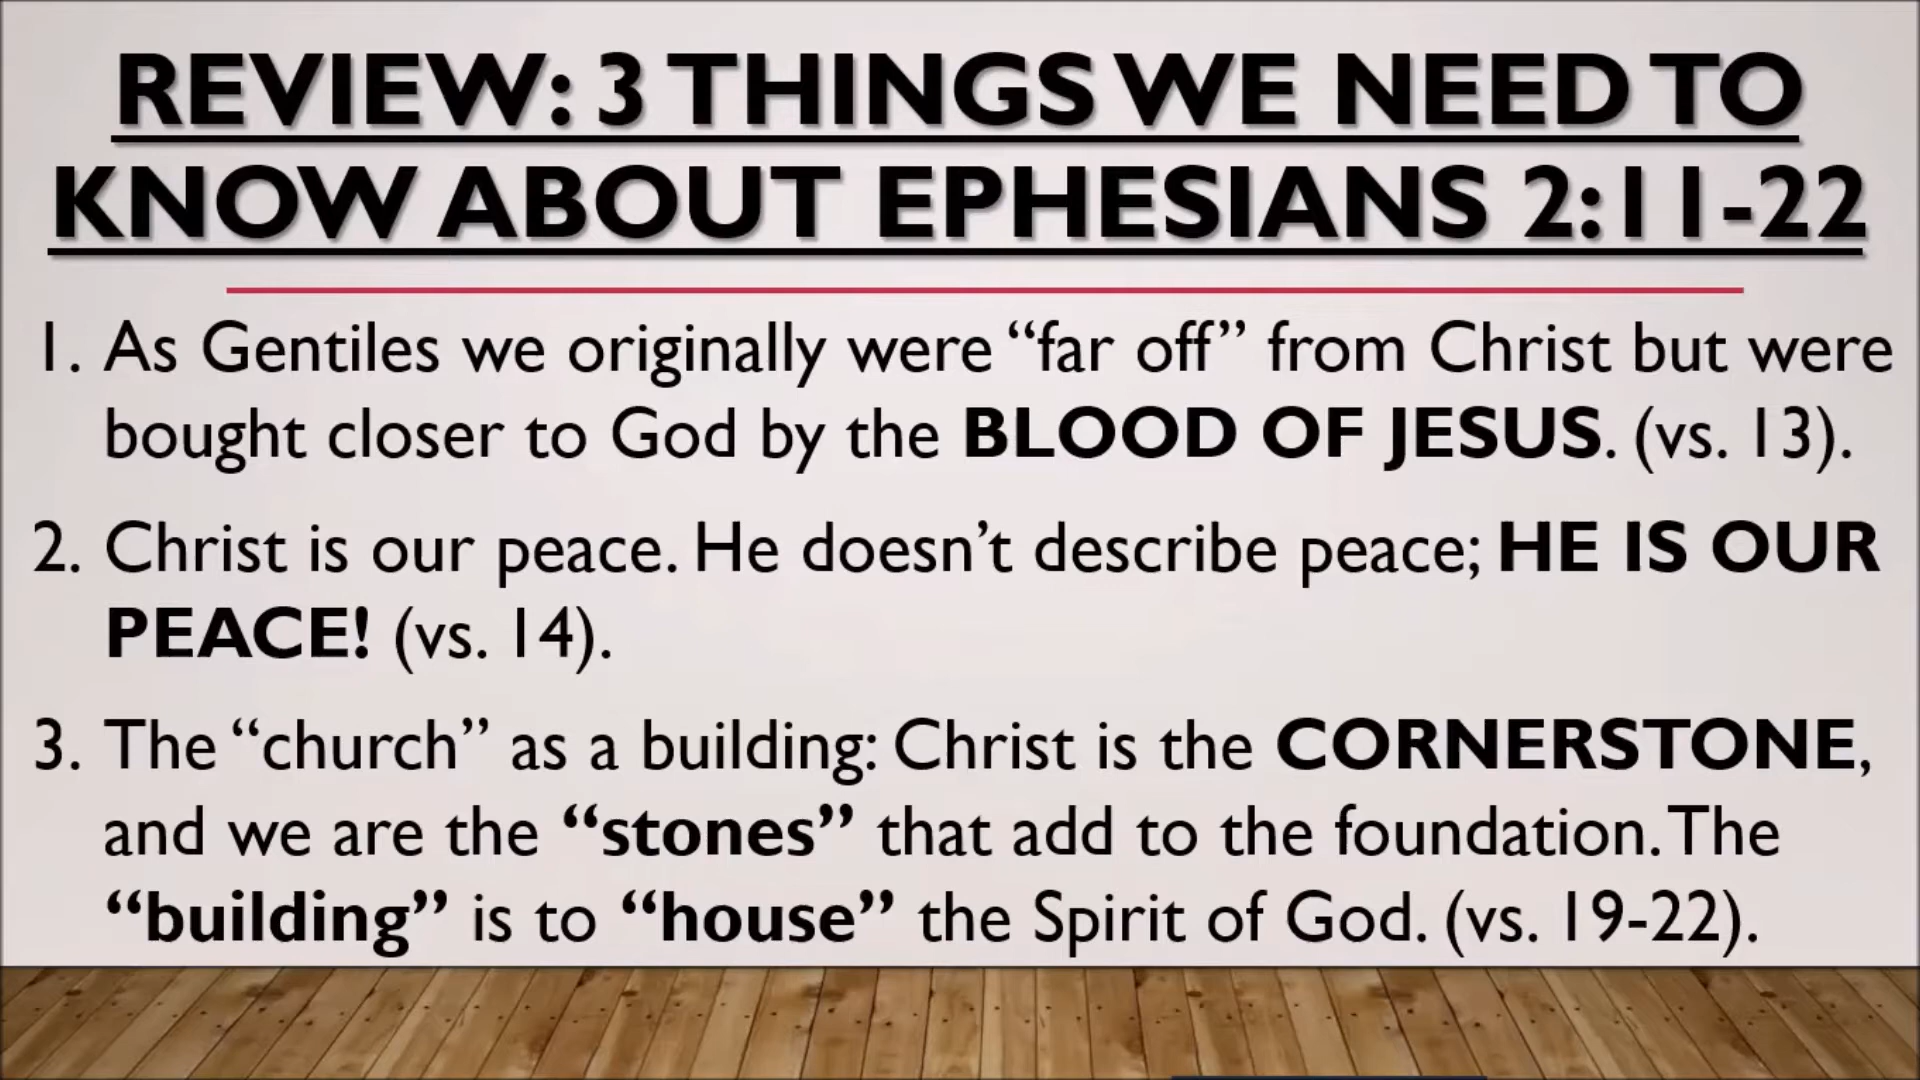 REVIEW: 3 THINGS WE NEED TO
KNOW ABOUT EPHESIANS 2:11-22
1. As Gentiles we originally were “far off” from Christ but were
bought closer to God by the BLOOD OF JESUS. (vs. 13).
2. Christ is our peace. He doesn’t describe peace; HE IS OUR
PEACE! (vs. 14).
3. The “church” as a building: Christ is the CORNERSTONE,
and we are the “stones” that add to the foundation. The
“building” is to “house” the Spirit of God. (vs. 19-22).